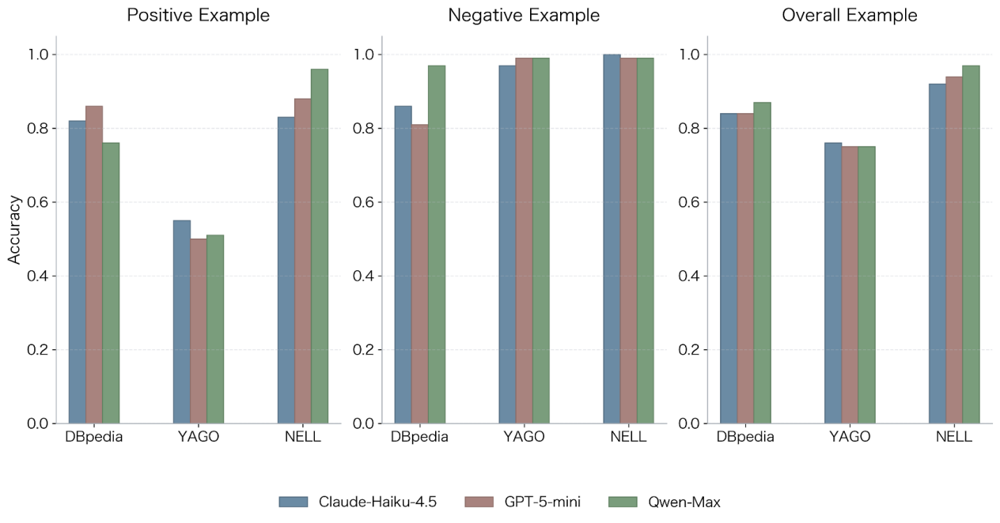 Positive Example
Negative Example
Overall Example
Accuracy
1.0
0.8
0.6
0.4
0.2
0.0
DBpedia
YAGO
NELL
1.0
0.8
0.6
0.4
0.2
0.0
DBpedia
YAGO
NELL
1.0
0.8
0.6
0.4
0.2
0.0
DBpedia
YAGO
NELL
Claude-Haiku-4.5
GPT-5-mini
Qwen-Max